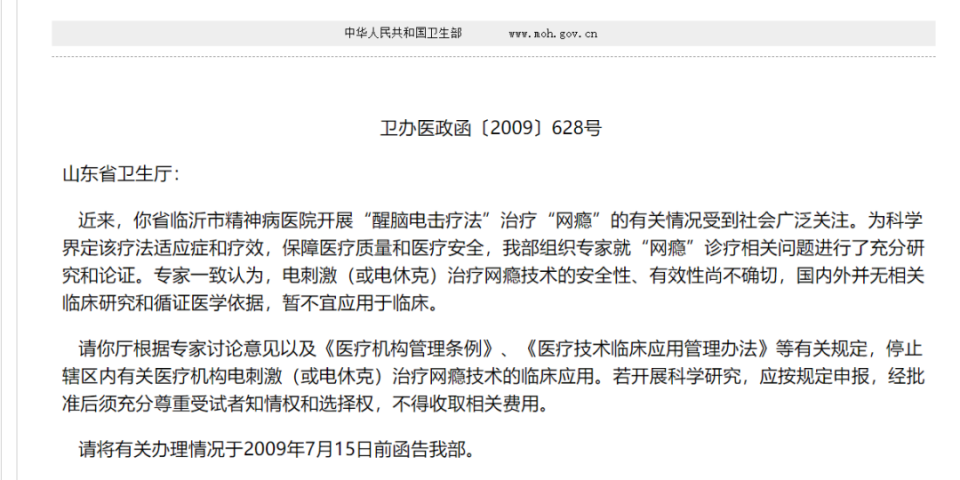 中华人民共和国卫生部 www.moh.gov.cn
卫办医政函〔2009〕628号
山东省卫生厅：
近来，你省临沂市精神病医院开展“醒脑电击疗法”治疗“网瘾”的有关情况受到社会广泛关注。为科学
界定该疗法适应症和疗效，保障医疗质量和医疗安全，我部组织专家就“网瘾”诊疗相关问题进行了充分研
究和论证。专家一致认为，电刺激（或电休克）治疗网瘾技术的安全性、有效性尚不确切，国内外并无相关
临床研究和循证医学依据，暂不宜应用于临床。
请你厅根据专家讨论意见以及《医疗机构管理条例》、《医疗技术临床应用管理办法》等有关规定，停止
辖区内有关医疗机构电刺激（或电休克）治疗网瘾技术的临床应用。若开展科学研究，应按规定申报，经批
准后须充分尊重受试者知情权和选择权，不得收取相关费用。
请将有关办理情况于2009年7月15日前函告我部。